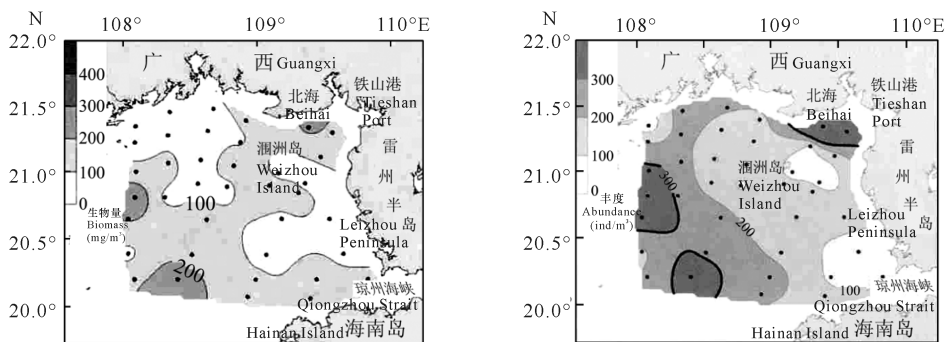 N 108° 109° 110°E
22.0°
21.5°
21.0°
20.5°
20.0°
400
300
200
100
0
生物量
Biomass
(mg/m³)
广 西 Guangxi
北海
Beihai
铁山港
Tieshan
Port
涠洲岛
Weizhou
Island
雷
州
半
岛
Leizhou
Peninsula
100
200
琼州海峡
Qiongzhou Strait
Hainan Island 海南岛
N 108° 109° 110°E
22.0°
21.5°
21.0°
20.5°
20.0°
300
200
100
0
丰度
Abundance
(ind/m³)
广 西 Guangxi
北海
Beihai
铁山港
Tieshan
Port
涠洲岛
Weizhou
Island
雷
州
半
岛
Leizhou
Peninsula
300
200
100
琼州海峡
Qiongzhou Strait
Hainan Island 海南岛